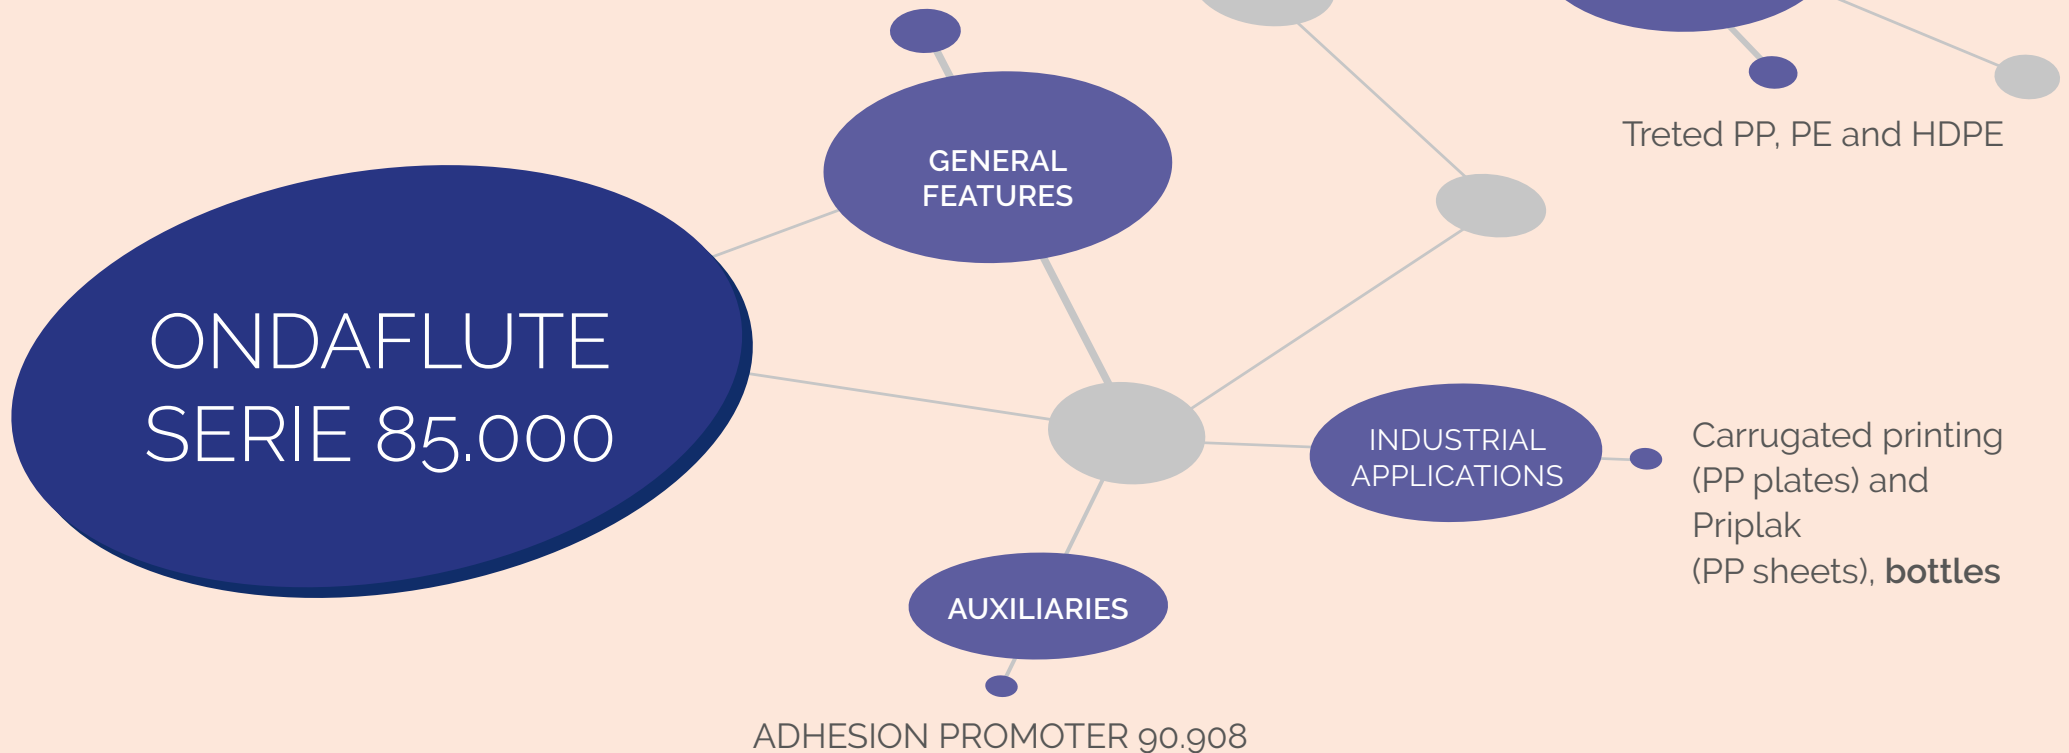 GENERAL
FEATURES
Treted PP, PE and HDPE
ONDAFLUTE
SERIE 85.000
INDUSTRIAL
APPLICATIONS
Carrugated printing
(PP plates) and
Priplak
(PP sheets), bottles
AUXILIARIES
ADHESION PROMOTER 90.908